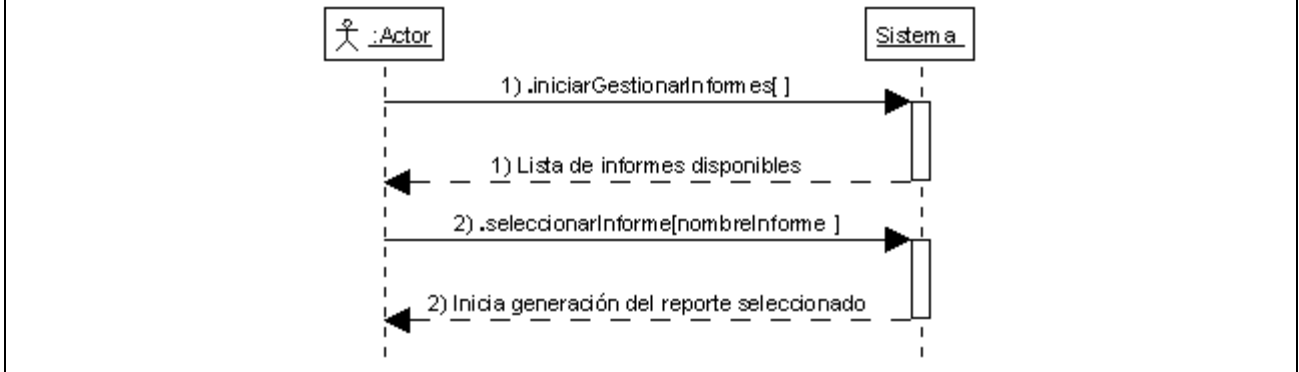 :Actor
Sistema
1) .iniciarGestionarInformes[ ]
1) Lista de informes disponibles
2) .seleccionarInforme[nombreInforme ]
2) Inicia generación del reporte seleccionado